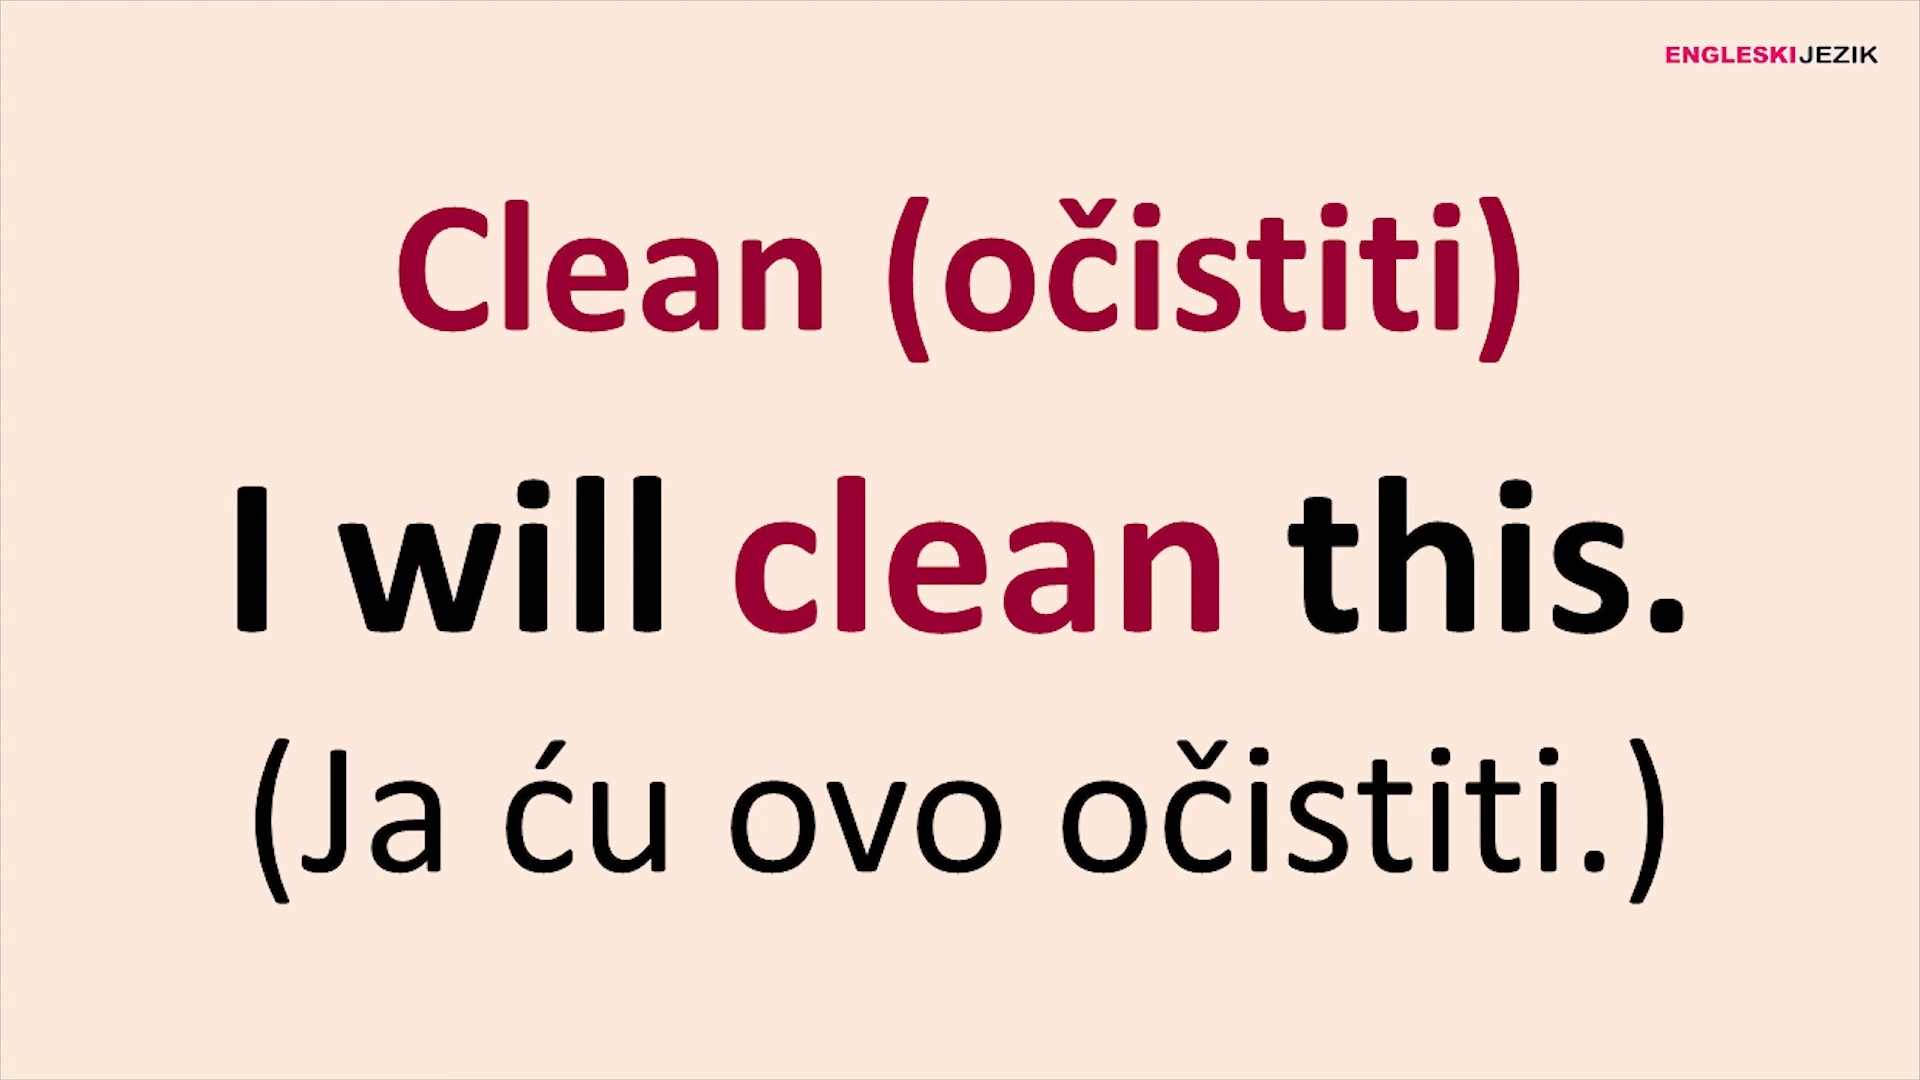 ENGLESKIJEZIK
Clean (očistiti)
I will clean this.
(Ja ću ovo očistiti.)